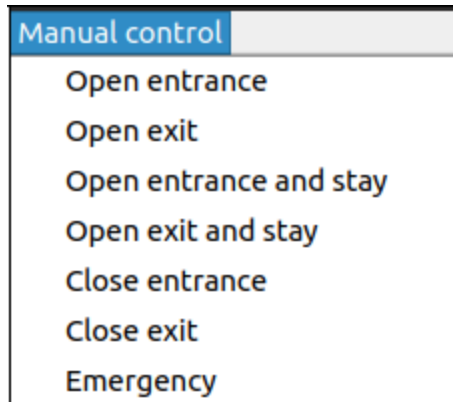 Manual control
Open entrance
Open exit
Open entrance and stay
Open exit and stay
Close entrance
Close exit
Emergency